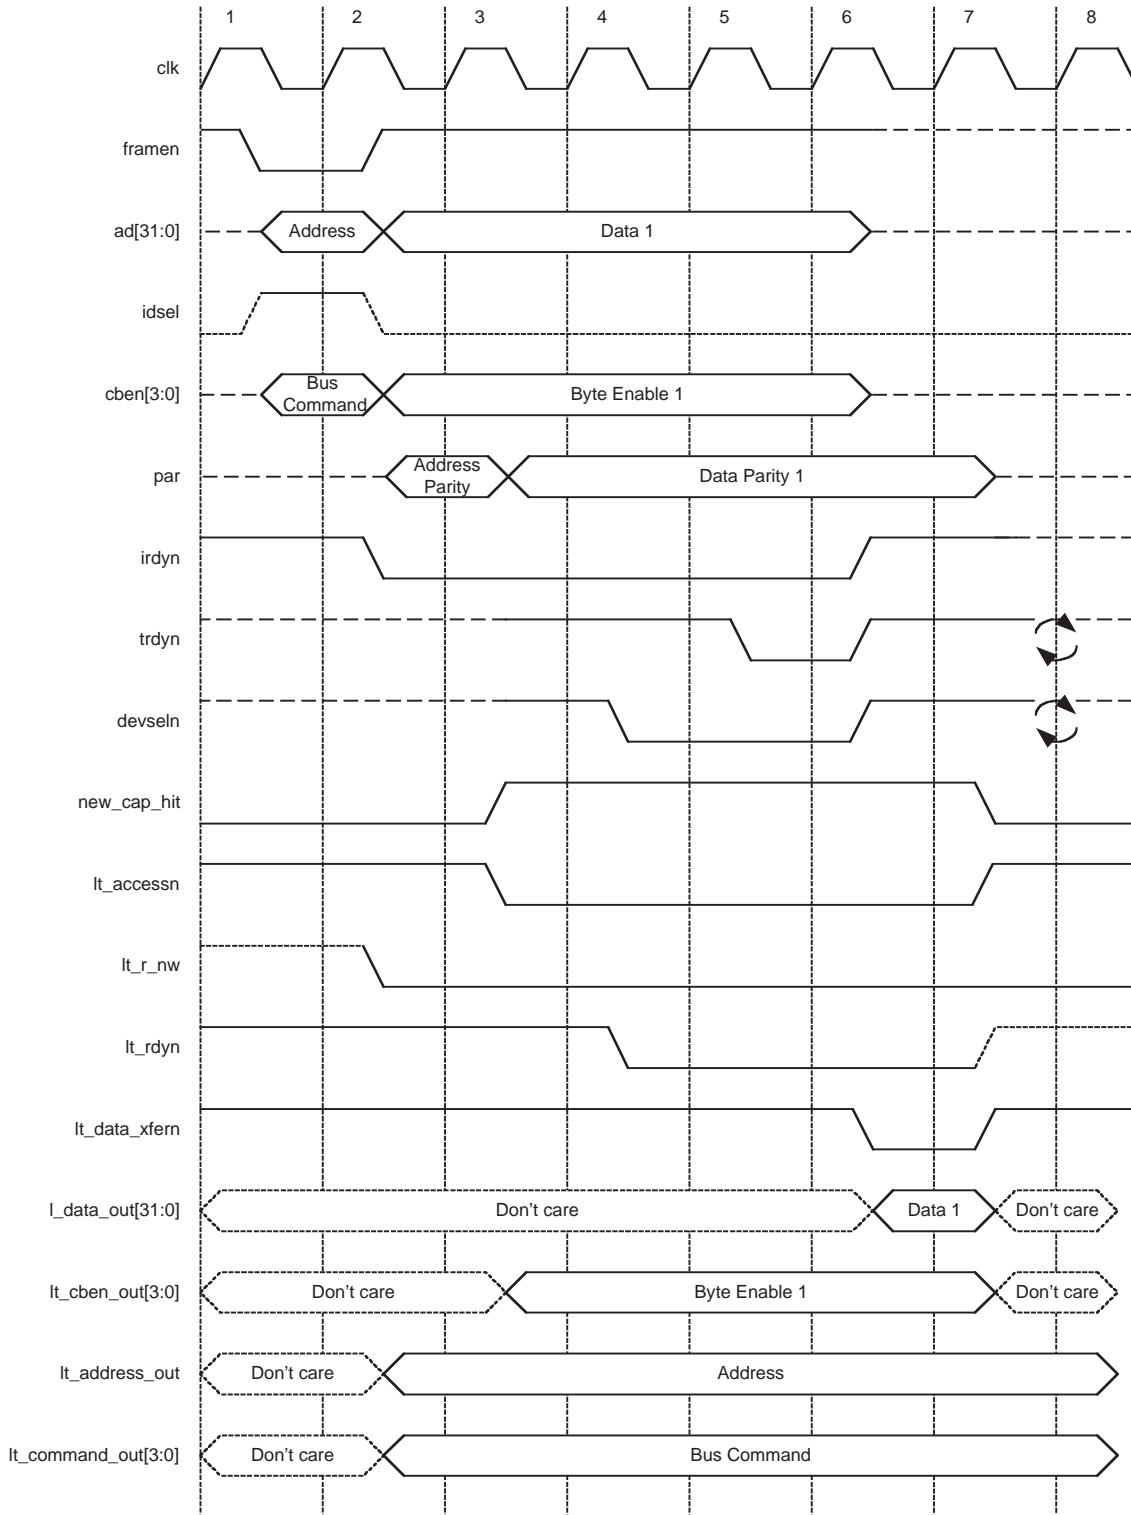 1 2 3 4 5 6 7 8
clk
framen
ad[31:0] Address Data 1
idsel
cben[3:0] Bus Command Byte Enable 1
par Address Parity Data Parity 1
irdyn
trdyn
devseln
new_cap_hit
lt_accessn
lt_r_nw
lt_rdyn
lt_data_xfern
l_data_out[31:0] Don't care Data 1 Don't care
lt_cben_out[3:0] Don't care Byte Enable 1 Don't care
lt_address_out Don't care Address
lt_command_out[3:0] Don't care Bus Command